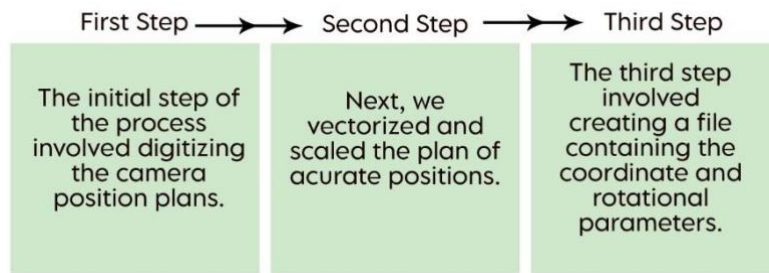 First Step
Second Step
Third Step
The initial step of
the process
involved digitizing
the camera
position plans.
Next, we
vectorized and
scaled the plan of
acurate positions.
The third step
involved
creating a file
containing the
coordinate and
rotational
parameters.